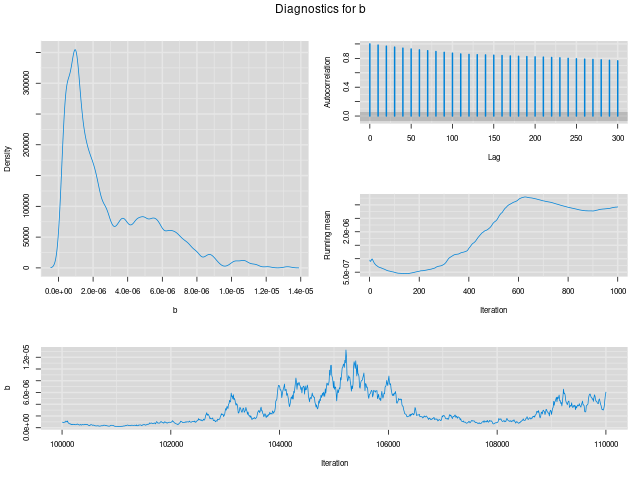 Diagnostics for b
Density
0 50000 100000 200000 300000
0.0e+00 2.0e-06 4.0e-06 6.0e-06 8.0e-06 1.0e-05 1.2e-05 1.4e-05
b
Autocorrelation
0.0 0.4 0.8
0 50 100 150 200 250 300
Lag
Running mean
5.0e-07 2.0e-06
0 200 400 600 800 1000
Iteration
b
0.0e+00 6.0e-06 1.2e-05
100000 102000 104000 106000 108000 110000
Iteration